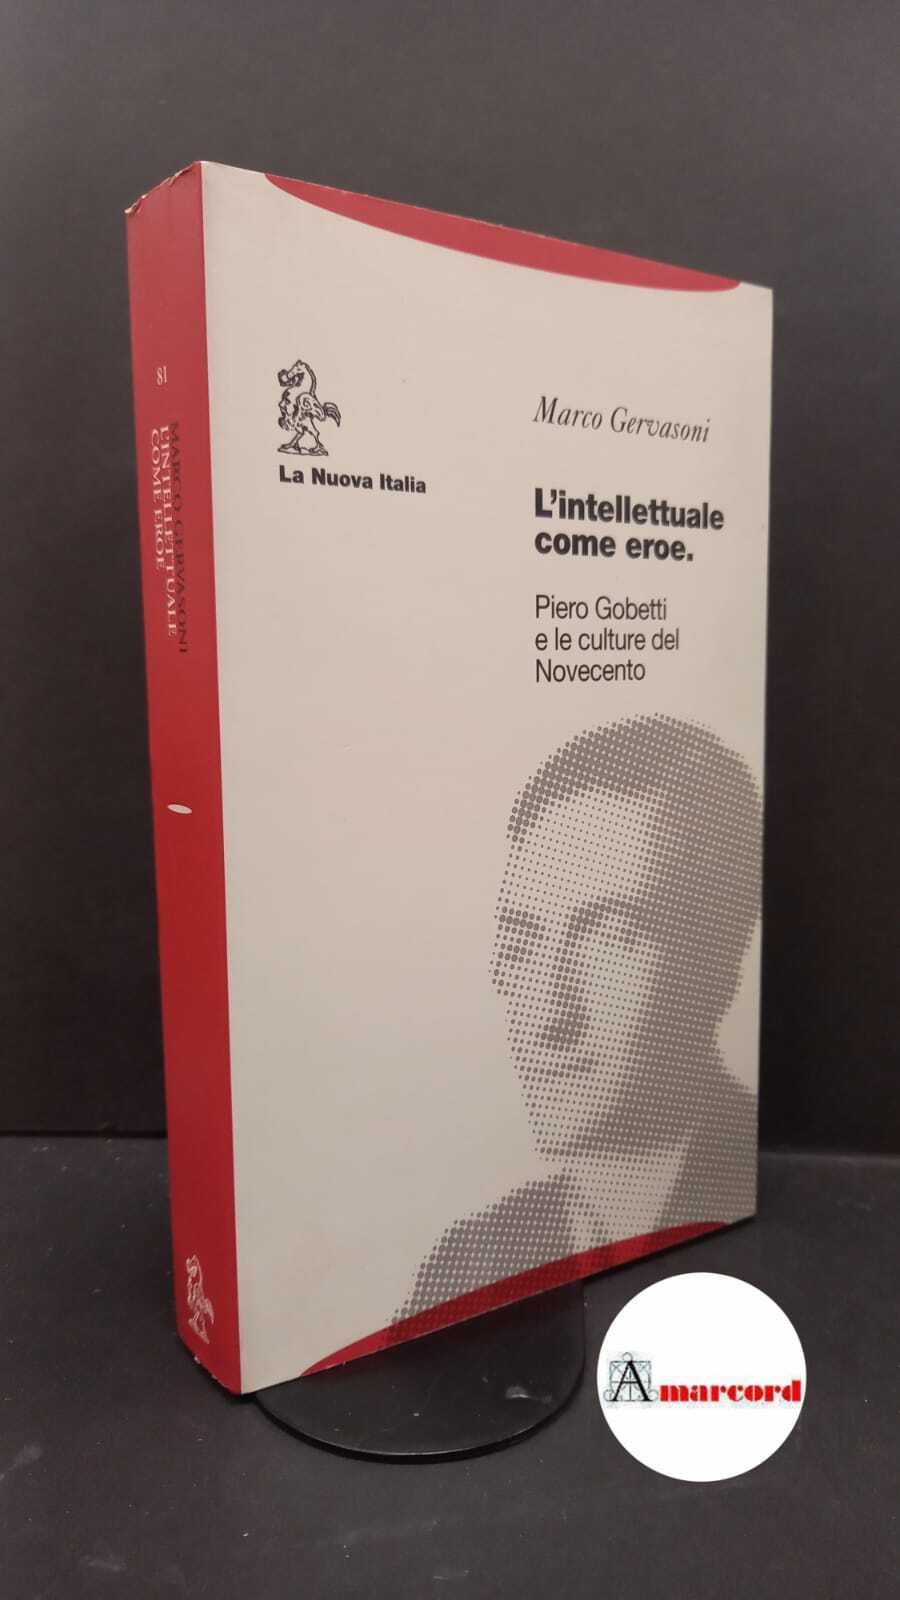 81
MARCO GERVASONI
L'INTELLETTUALE
COME EROE
La Nuova Italia
Marco Gervasoni
L'intellettuale
come eroe.
Piero Gobetti
e le culture del
Novecento
Amarcord